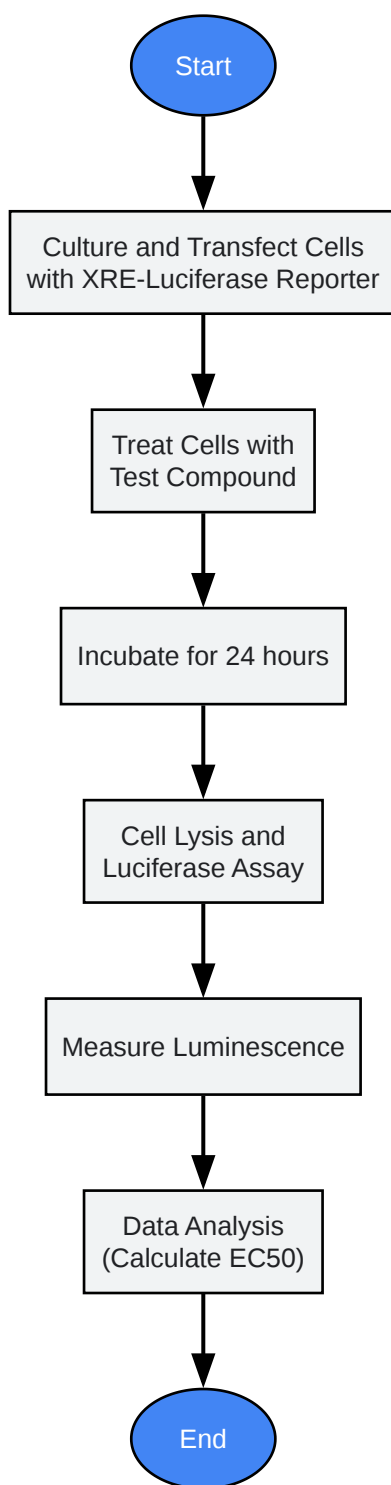 Start
Culture and Transfect Cells
with XRE-Luciferase Reporter
Treat Cells with
Test Compound
Incubate for 24 hours
Cell Lysis and
Luciferase Assay
Measure Luminescence
Data Analysis
(Calculate EC50)
End